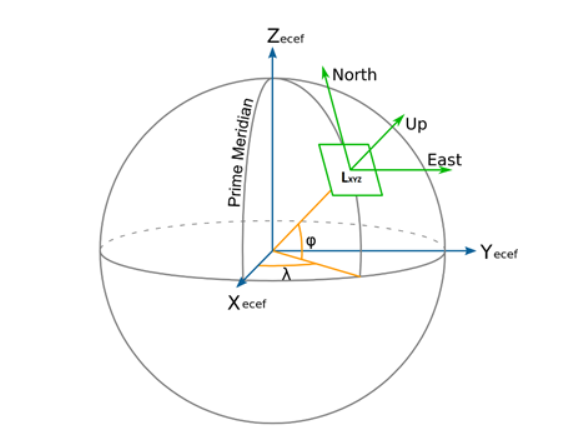 Zecef
North
Up
Prime Meridian
East
Lxyz
φ
Yecef
λ
Xecef